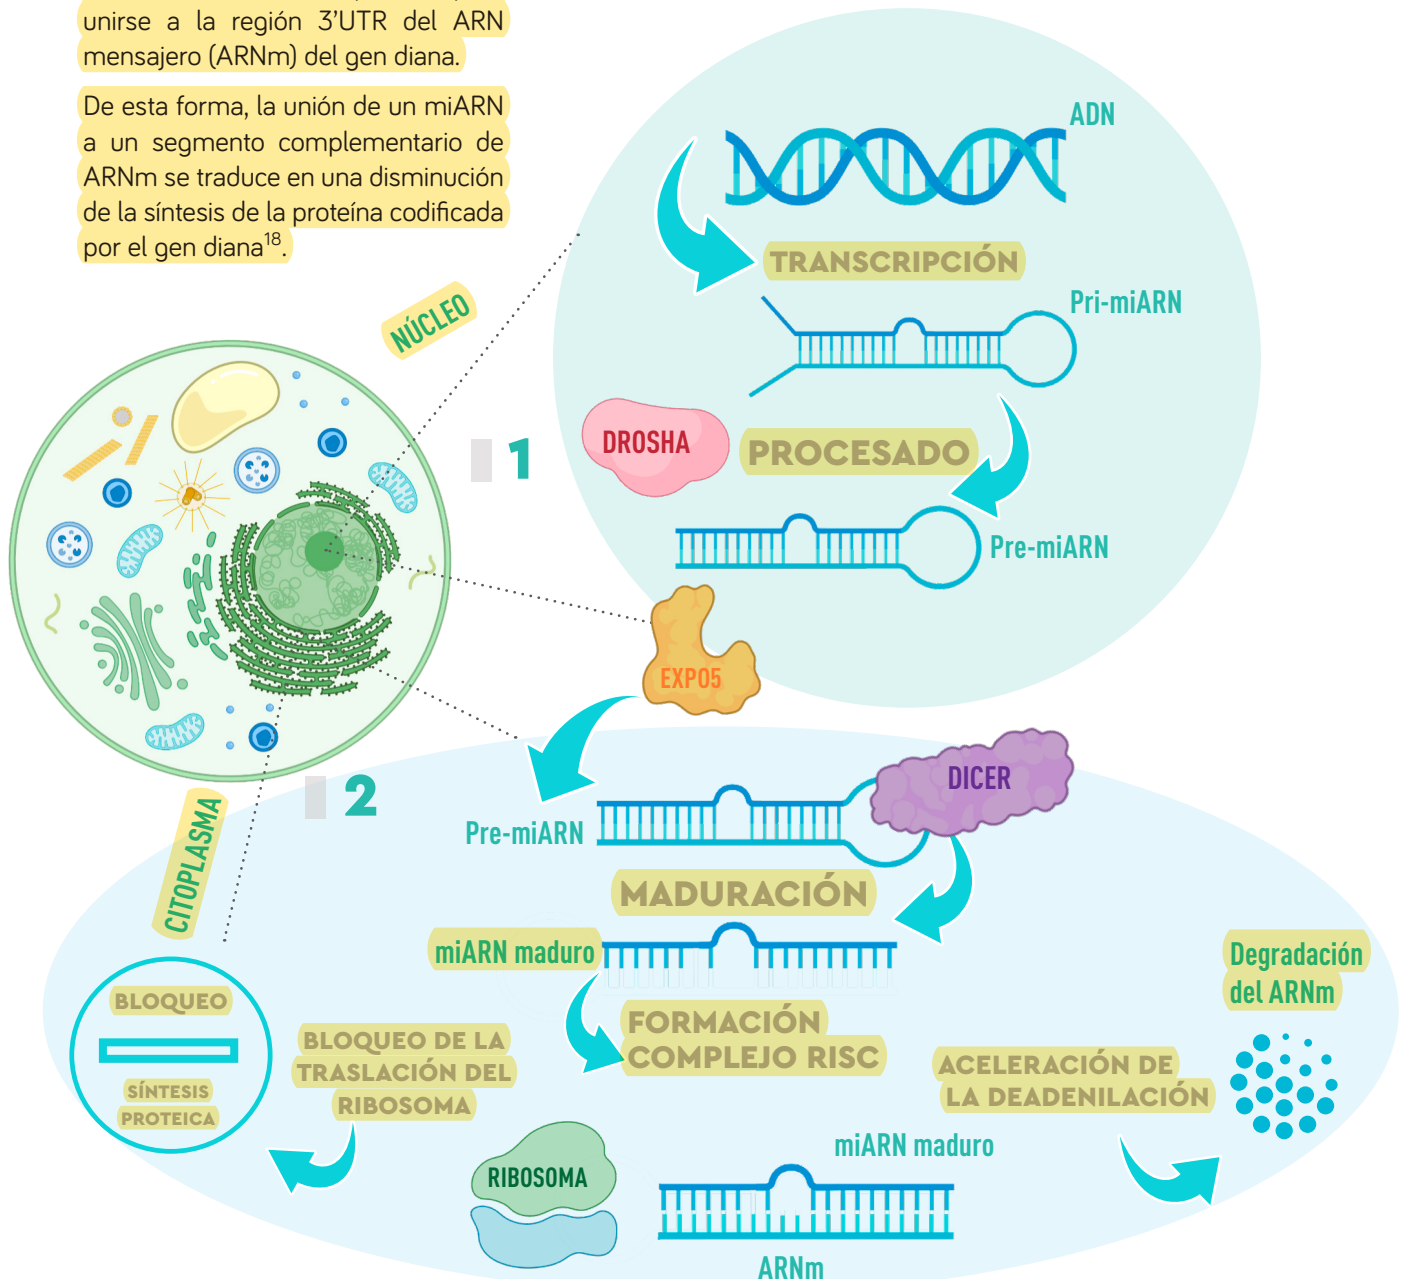 unirse a la región 3’UTR del ARN
mensajero (ARNm) del gen diana.
De esta forma, la unión de un miARN
a un segmento complementario de
ARNm se traduce en una disminución
de la síntesis de la proteína codificada
por el gen diana18.
NÚCLEO
1
ADN
TRANSCRIPCIÓN
Pri-miARN
DROSHA
PROCESADO
Pre-miARN
EXPO5
2
CITOPLASMA
Pre-miARN
DICER
MADURACIÓN
miARN maduro
FORMACIÓN
COMPLEJO RISC
BLOQUEO
SÍNTESIS
PROTEICA
BLOQUEO DE LA
TRASLACIÓN DEL
RIBOSOMA
ACELERACIÓN DE
LA DEADENILACIÓN
Degradación
del ARNm
RIBOSOMA
miARN maduro
ARNm